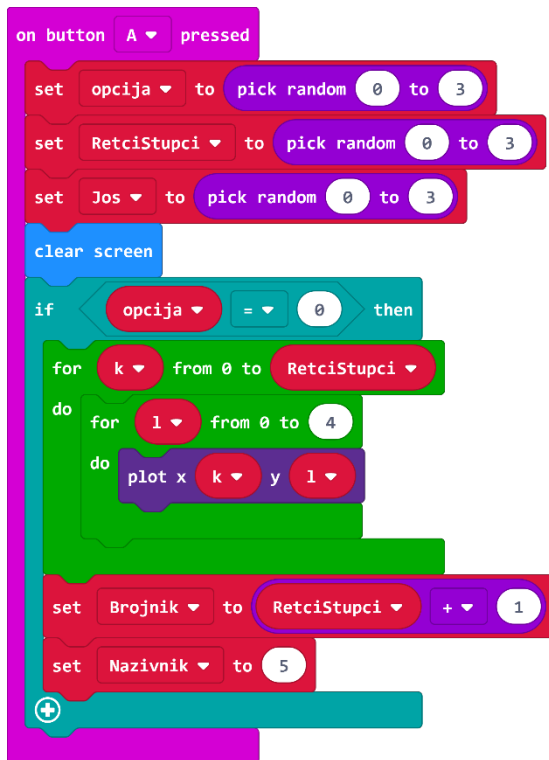 on button A pressed
set opcija to pick random 0 to 3
set RetciStupci to pick random 0 to 3
set Jos to pick random 0 to 3
clear screen
if opcija = 0 then
for k from 0 to RetciStupci
do for l from 0 to 4
do plot x k y l
set Brojnik to RetciStupci + 1
set Nazivnik to 5